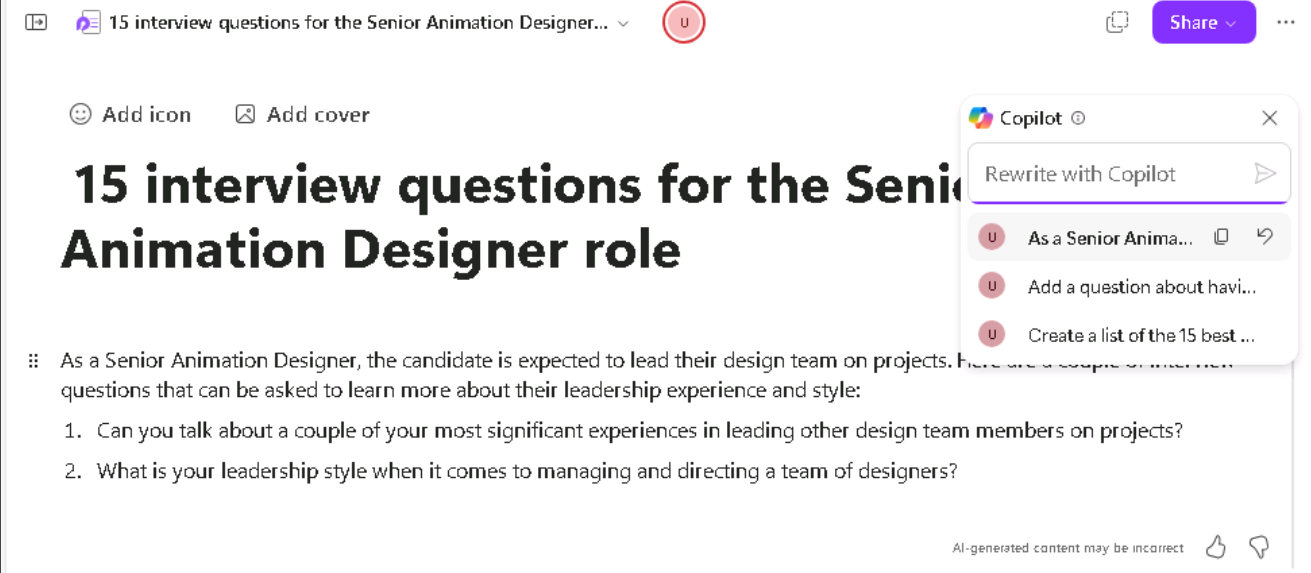 15 interview questions for the Senior Animation Designer...
U
Share
Add icon
Add cover
Copilot
15 interview questions for the
Animation Designer role
Rewrite with Copilot
U As a Senior Anima...
U Add a question about havi...
U Create a list of the 15 best ...
As a Senior Animation Designer, the candidate is expected to lead their design team on projects.
questions that can be asked to learn more about their leadership experience and style:
1. Can you talk about a couple of your most significant experiences in leading other design team members on projects?
2. What is your leadership style when it comes to managing and directing a team of designers?
AI-generated content may be incorrect